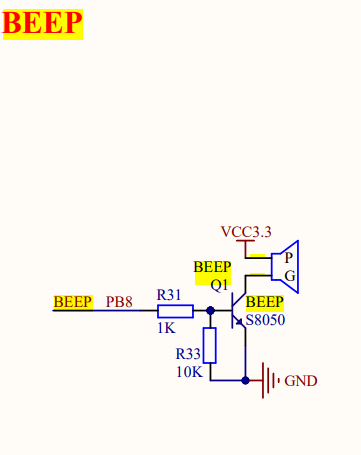 BEEP
VCC3.3
P
BEEP
G
Q1
BEEP PB8 R31 BEEP
S8050
1K
R33
10K
GND